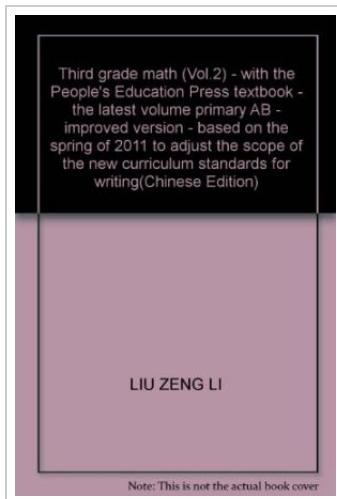 Third grade math (Vol.2) - with the
People's Education Press textbook -
the latest volume primary AB -
improved version - based on the
spring of 2011 to adjust the scope of
the new curriculum standards for
writing(Chinese Edition)
LIU ZENG LI
Note: This is not the actual book cover